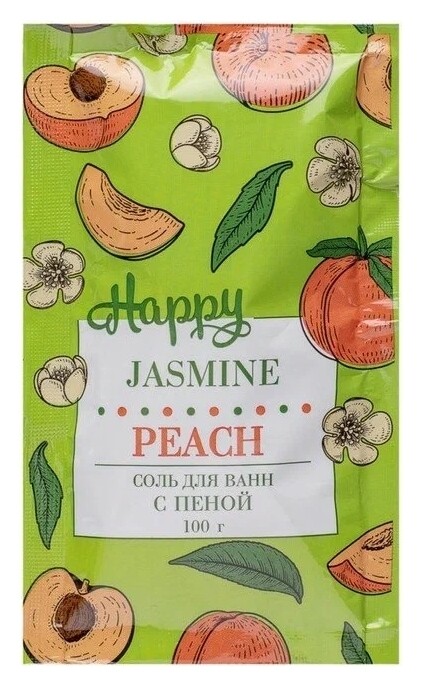 Happy
JASMINE
PEACH
СОЛЬ ДЛЯ ВАНН
С ПЕНОЙ
100 г